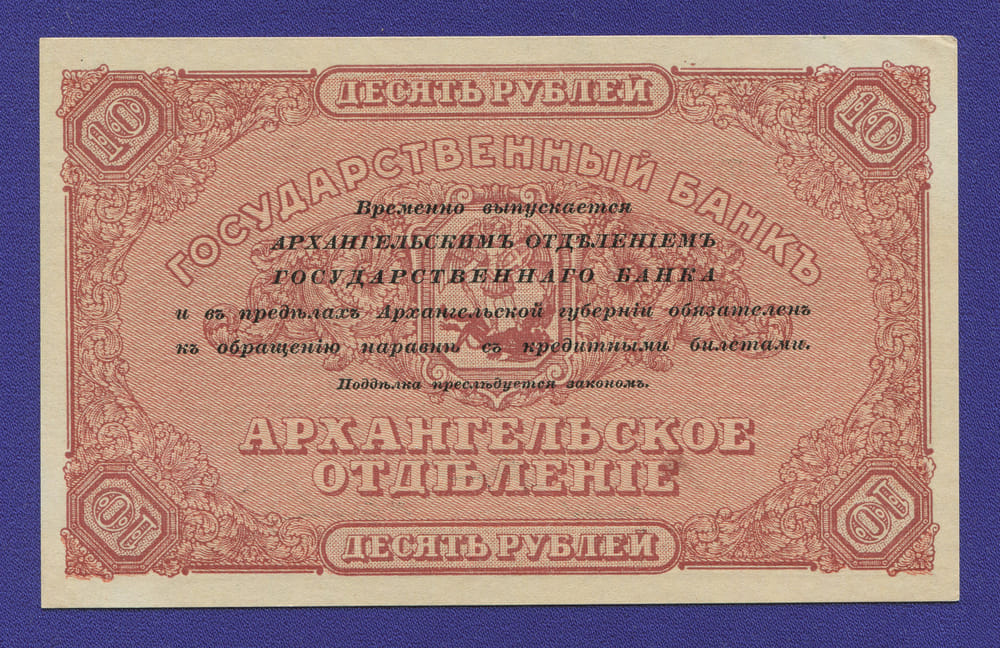 10 ДЕСЯТЬ РУБЛЕЙ 10
ГОСУДАРСТВЕННЫЙ БАНКЪ
Временно выпускается
АРХАНГЕЛЬСКИМЪ ОТДѢЛЕНІЕМЪ
ГОСУДАРСТВЕННАГО БАНКА
и въ предѣлахъ Архангельской губерніи обязателенъ
къ обращенію наравнѣ съ кредитными билетами.
Поддѣлка преслѣдуется закономъ.
АРХАНГЕЛЬСКОЕ
ОТДѢЛЕНІЕ
10 ДЕСЯТЬ РУБЛЕЙ 10